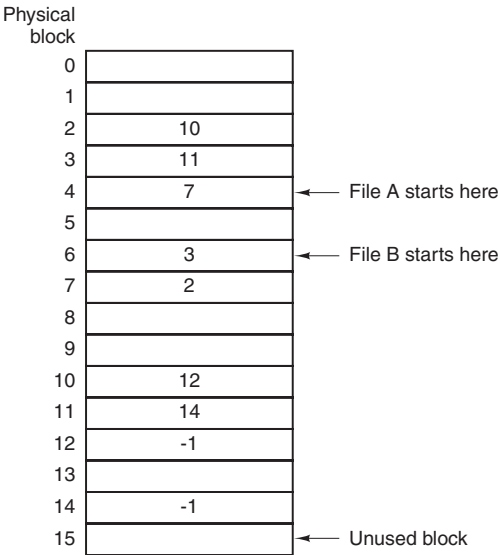 Physical
block
0
1
2 10
3 11
4 7 File A starts here
5
6 3 File B starts here
7 2
8
9
10 12
11 14
12 -1
13
14 -1
15 Unused block